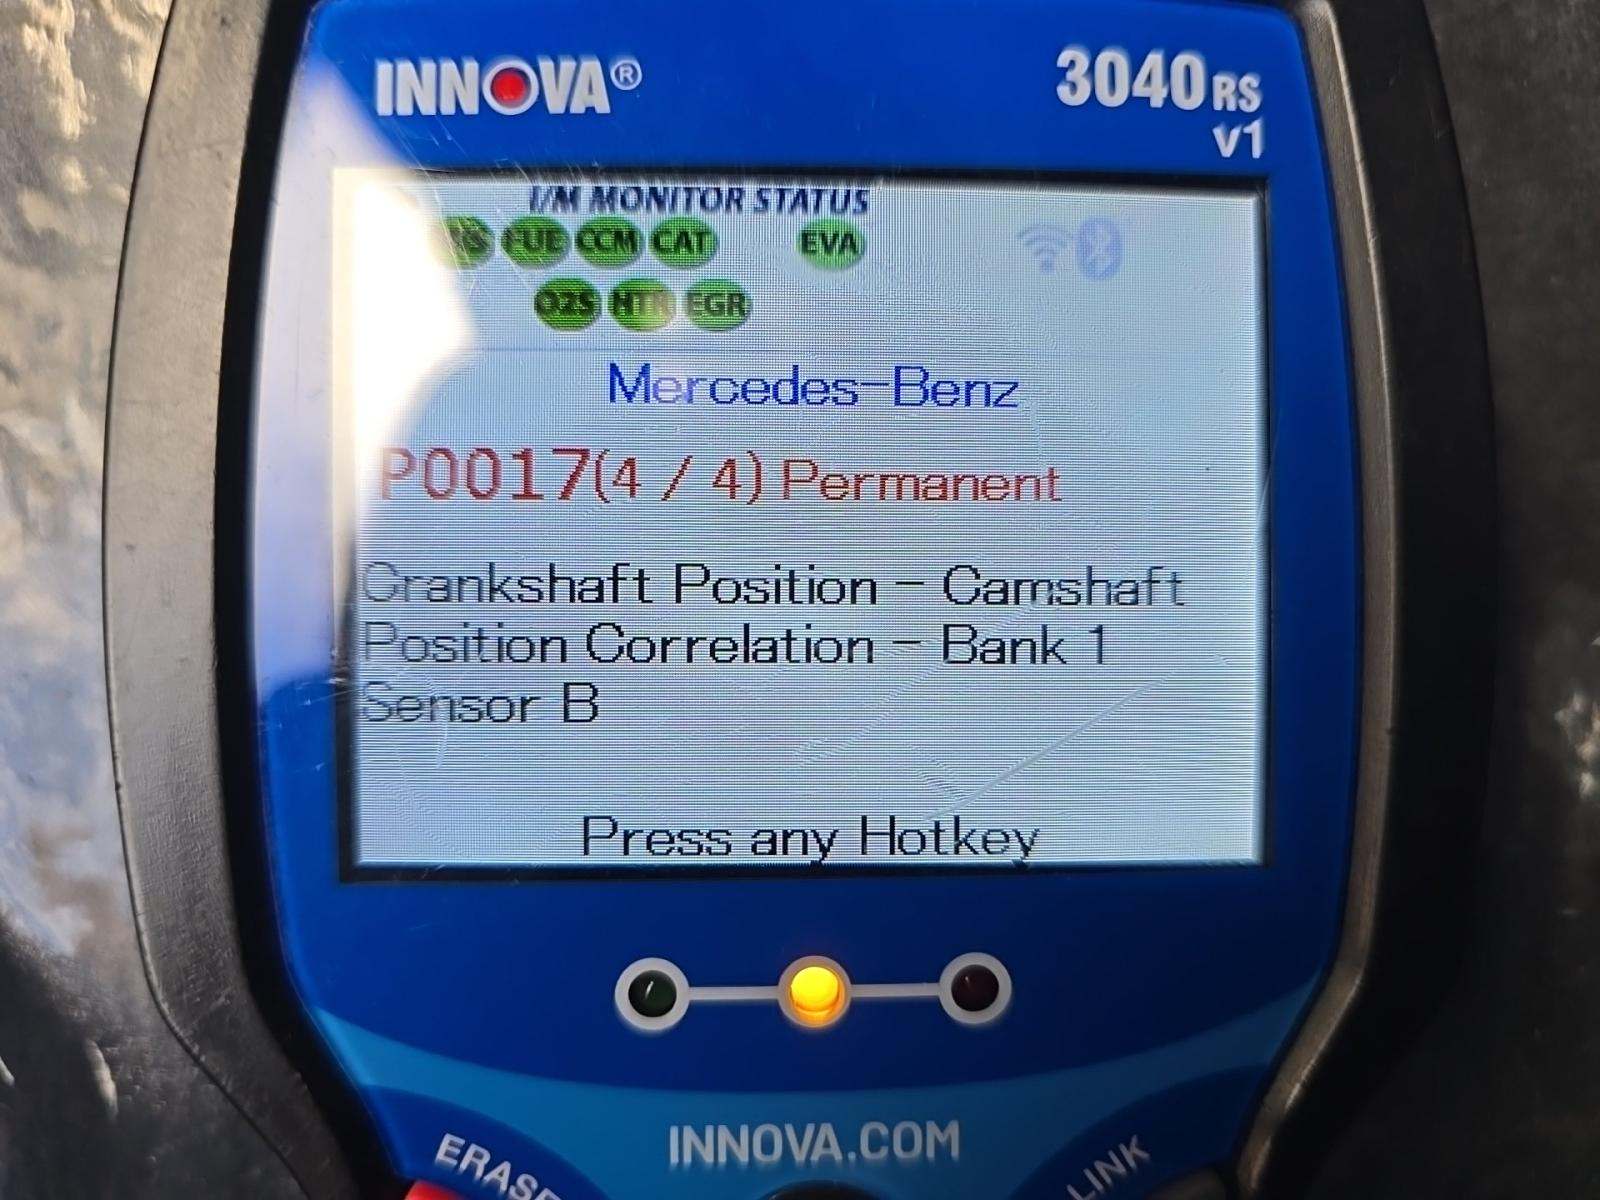 INNOVA®
3040RS
v1
I/M MONITOR STATUS
FUE CCM CAT EVA
O2S HTR EGR
Mercedes-Benz
P0017(4 / 4) Permanent
Crankshaft Position - Camshaft
Position Correlation - Bank 1
Sensor B
Press any Hotkey
INNOVA.COM
ERASE
LINK